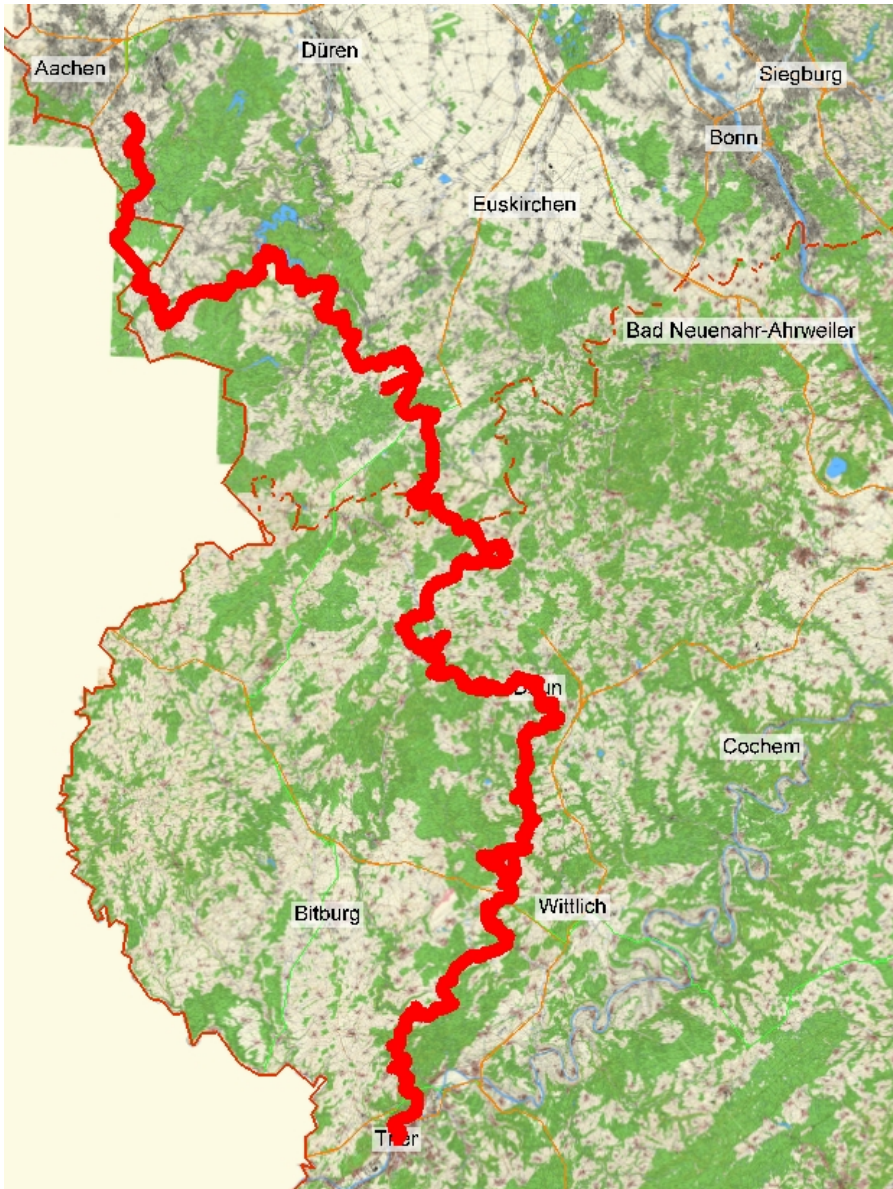 Düren
Aachen
Siegburg
Bonn
Euskirchen
Bad Neuenahr-Ahrweiler
Cochem
Bitburg
Wittlich